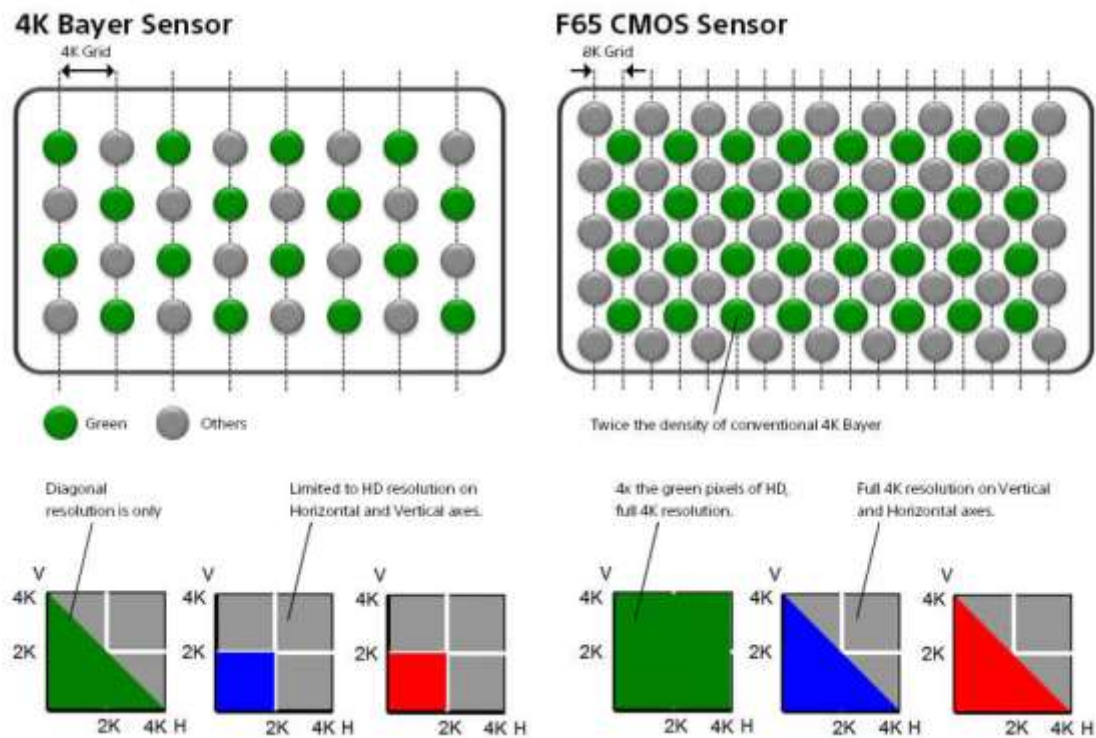 4K Bayer Sensor
4K Grid
Green
Others
Diagonal
resolution is only
Limited to HD resolution on
Horizontal and Vertical axes.
V
4K
2K
2K
4K H
V
4K
2K
2K
4K H
V
4K
2K
2K
4K H
F65 CMOS Sensor
8K Grid
Twice the density of conventional 4K Bayer
4x the green pixels of HD,
full 4K resolution.
Full 4K resolution on Vertical
and Horizontal axes.
V
4K
2K
2K
4K H
V
4K
2K
2K
4K H
V
4K
2K
2K
4K H